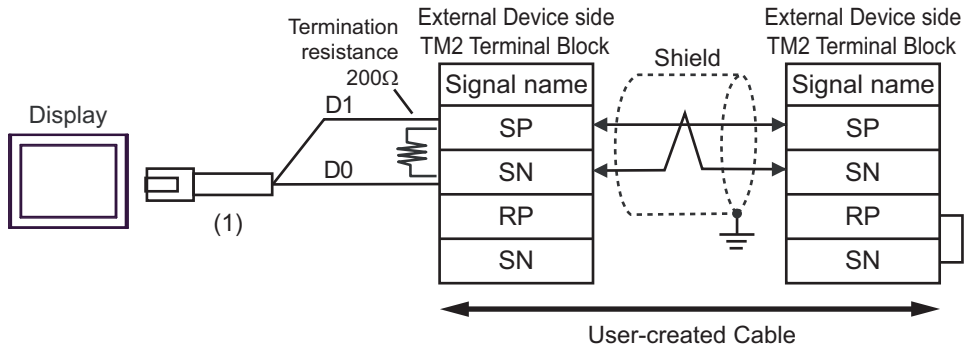 External Device side
TM2 Terminal Block
External Device side
TM2 Terminal Block
Termination
resistance
200Ω
Shield
Display
D1
D0
(1)
Signal name
SP
SN
RP
SN
Signal name
SP
SN
RP
SN
User-created Cable